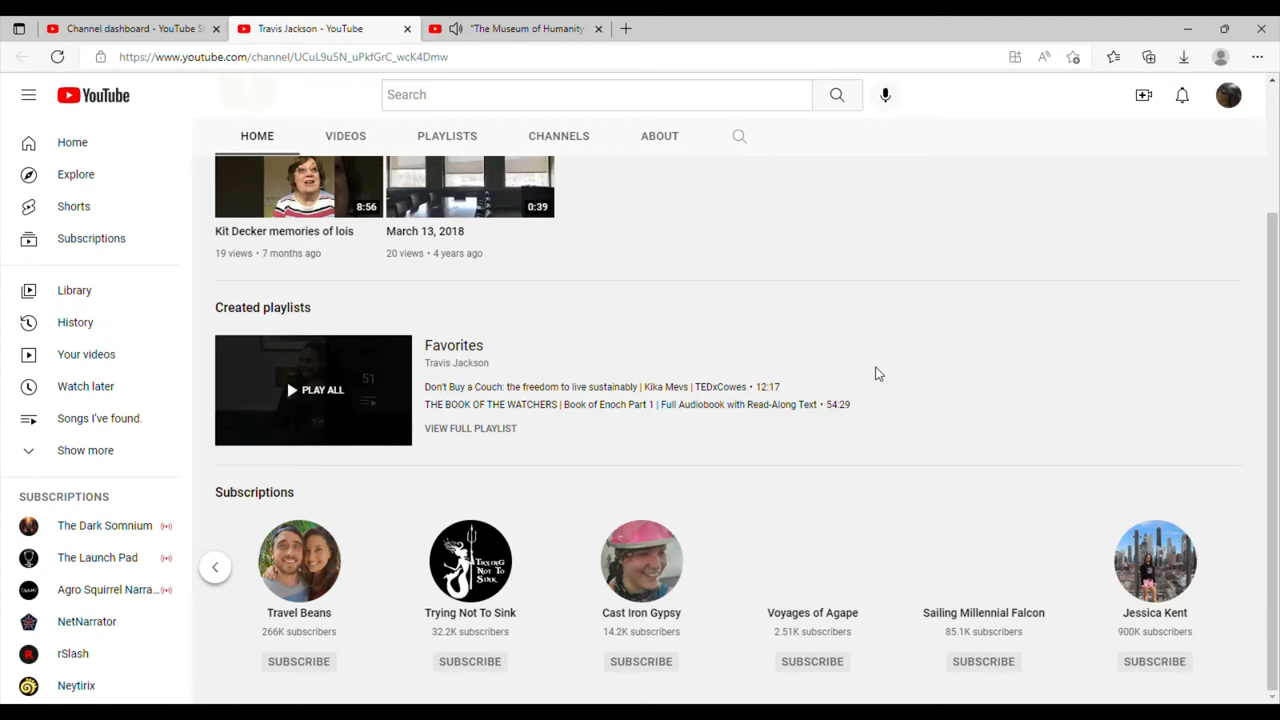 Channel dashboard - YouTube S
Travis Jackson - YouTube
"The Museum of Humanity
https://www.youtube.com/channel/UCuL9u5N_uPkfGrC_wcK4Dmw
YouTube
Search
HOME VIDEOS PLAYLISTS CHANNELS ABOUT
Home
Explore
Shorts
Subscriptions
Library
History
Your videos
Watch later
Songs I've found.
Show more
SUBSCRIPTIONS
The Dark Somnium
The Launch Pad
Agro Squirrel Narra...
NetNarrator
rSlash
Neytirix
8:56
0:39
Kit Decker memories of lois
19 views • 7 months ago
March 13, 2018
20 views • 4 years ago
Created playlists
51
PLAY ALL
Favorites
Travis Jackson
Don't Buy a Couch: the freedom to live sustainably | Kika Mevs | TEDxCowes • 12:17
THE BOOK OF THE WATCHERS | Book of Enoch Part 1 | Full Audiobook with Read-Along Text • 54:29
VIEW FULL PLAYLIST
Subscriptions
TRYING
NOT TO
SINK
Travel Beans
266K subscribers
SUBSCRIBE
Trying Not To Sink
32.2K subscribers
SUBSCRIBE
Cast Iron Gypsy
14.2K subscribers
SUBSCRIBE
Voyages of Agape
2.51K subscribers
SUBSCRIBE
Sailing Millennial Falcon
85.1K subscribers
SUBSCRIBE
Jessica Kent
900K subscribers
SUBSCRIBE